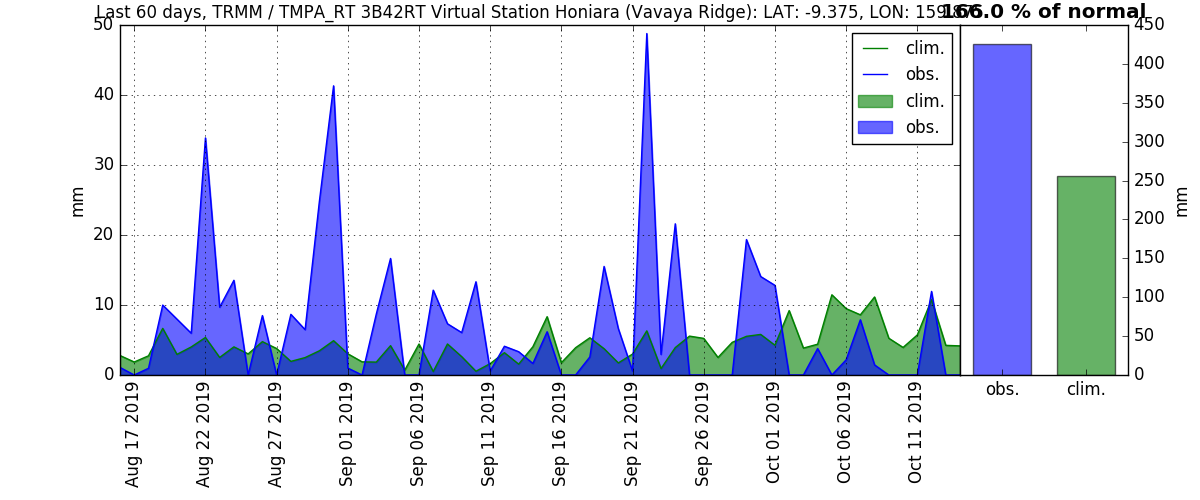 Last 60 days, TRMM / TMPA_RT 3B42RT Virtual Station Honiara (Vavaya Ridge): LAT: -9.375, LON:
166.0 % of normal
50
40
30
20
10
0
mm
clim.
obs.
clim.
obs.
Aug 17 2019
Aug 22 2019
Aug 27 2019
Sep 01 2019
Sep 06 2019
Sep 11 2019
Sep 16 2019
Sep 21 2019
Sep 26 2019
Oct 01 2019
Oct 06 2019
Oct 11 2019
450
400
350
300
250
200
150
100
50
0
mm
obs.
clim.